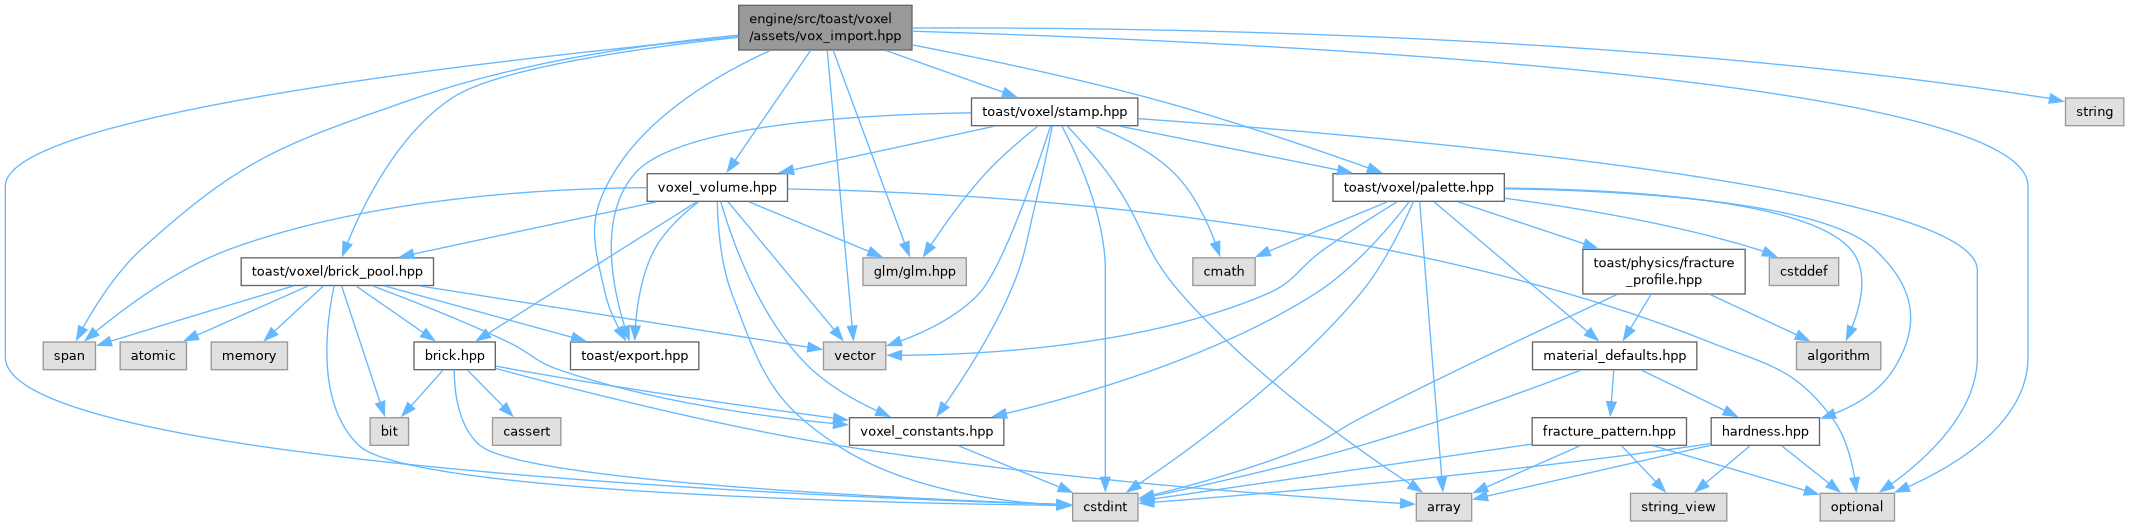 engine/src/toast/voxel
/assets/vox_import.hpp
toast/voxel/stamp.hpp
string
voxel_volume.hpp
toast/voxel/palette.hpp
toast/voxel/brick_pool.hpp
glm/glm.hpp
cmath
toast/physics/fracture
_profile.hpp
cstddef
span
atomic
memory
brick.hpp
toast/export.hpp
vector
material_defaults.hpp
algorithm
bit
cassert
voxel_constants.hpp
fracture_pattern.hpp
hardness.hpp
cstdint
array
string_view
optional